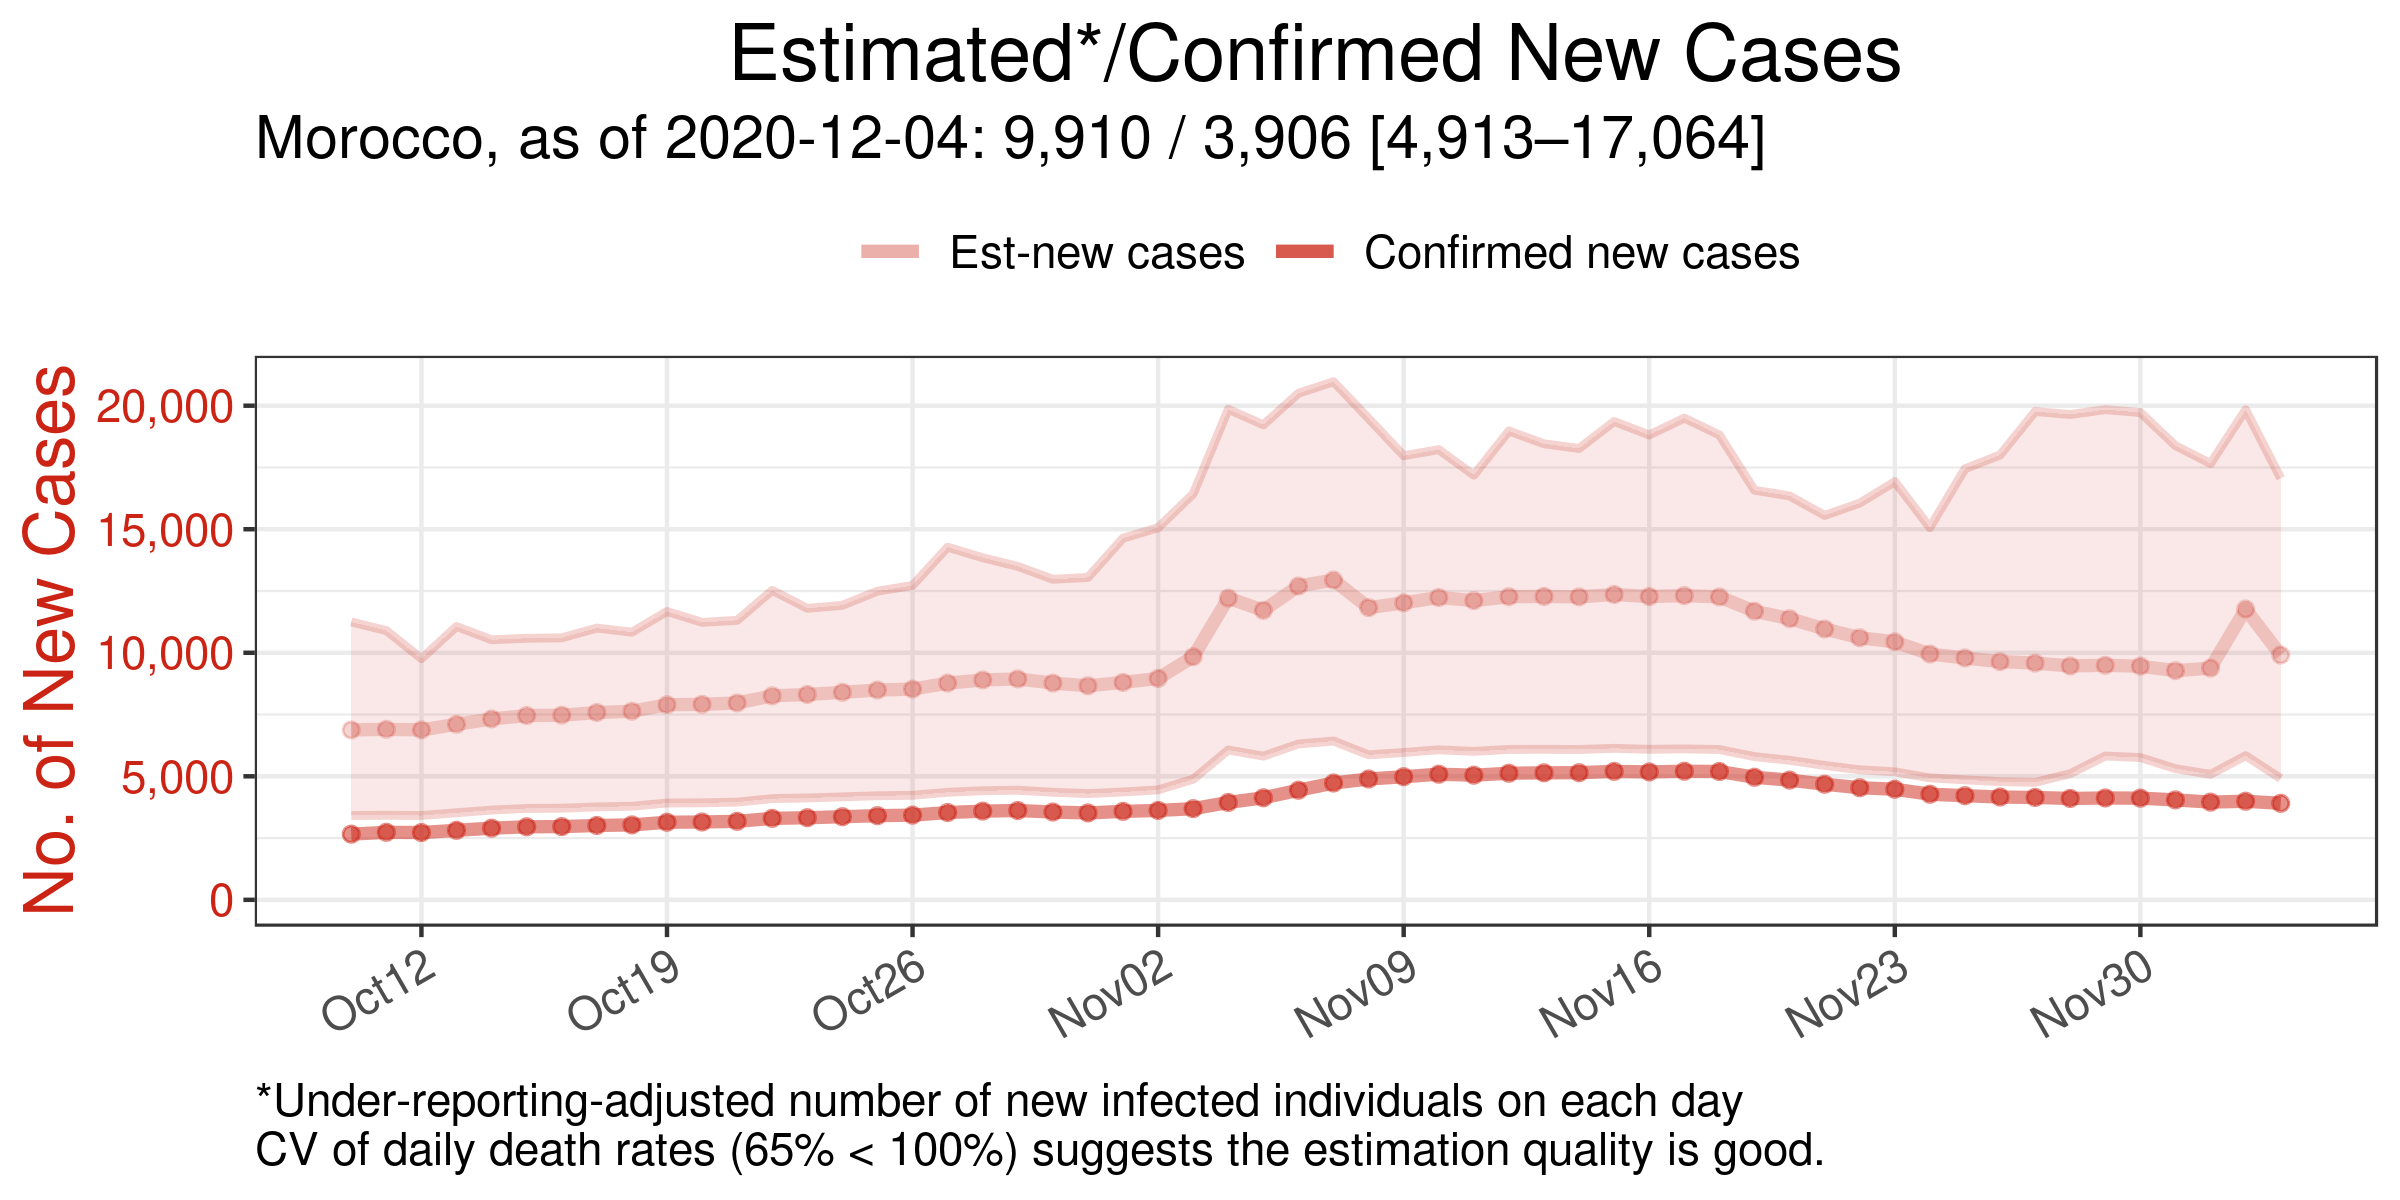 Estimated*/Confirmed New Cases
Morocco, as of 2020-12-04: 9,910 / 3,906 [4,913–17,064]
Est-new cases
Confirmed new cases
No. of New Cases
20,000
15,000
10,000
5,000
0
Oct12
Oct19
Oct26
Nov02
Nov09
Nov16
Nov23
Nov30
*Under-reporting-adjusted number of new infected individuals on each day
CV of daily death rates (65% < 100%) suggests the estimation quality is good.